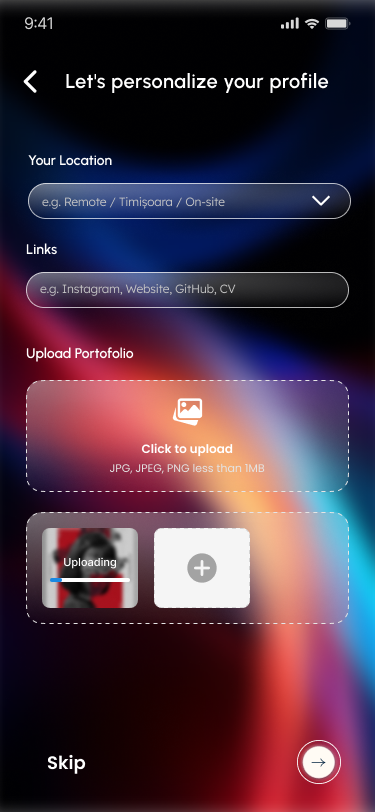 9:41
Let's personalize your profile
Your Location
e.g. Remote / Timișoara / On-site
Links
e.g. Instagram, Website, GitHub, CV
Upload Portofolio
Click to upload
JPG, JPEG, PNG less than 1MB
Uploading
Skip